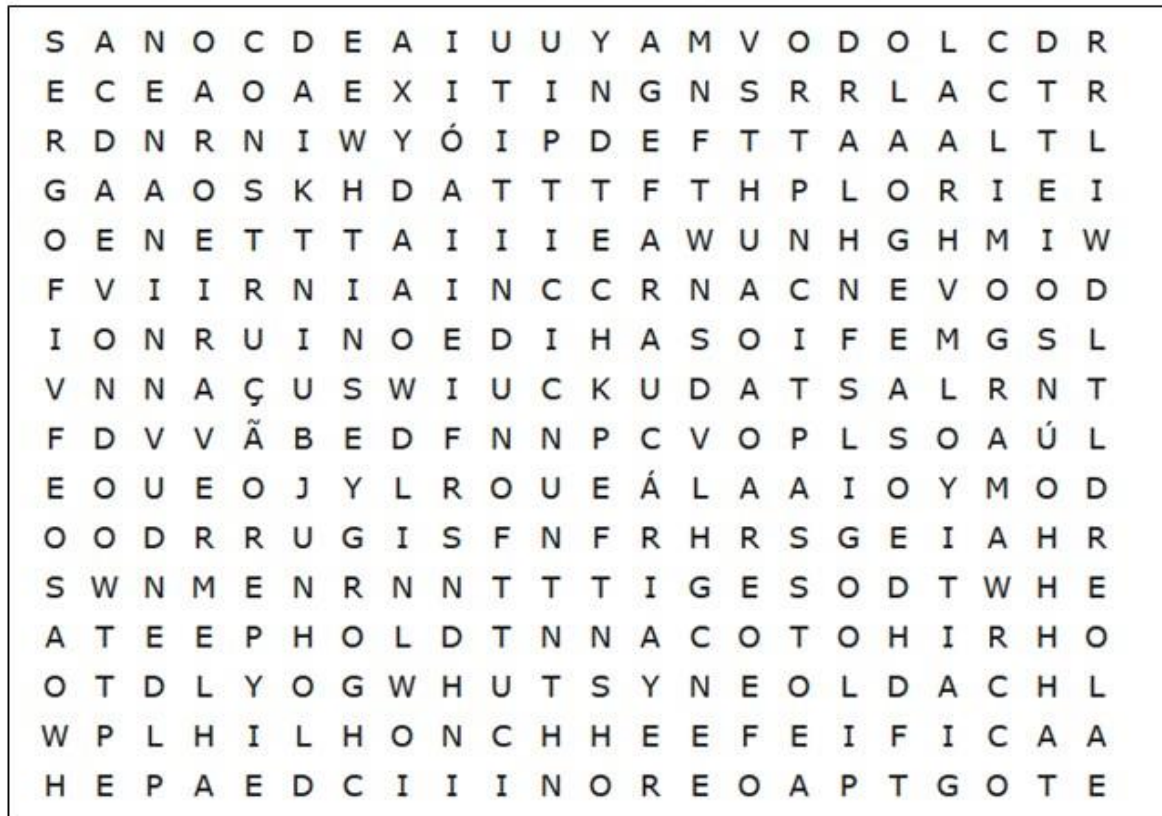 S A N O C D E A I U U Y A M V O D O L C D R
E C E A O A E X I T I N G N S R R L A C T R
R D N R N I W Y Ó I P D E F T T A A A L T L
G A A O S K H D A T T T F T H P L O R I E I
O E N E T T T A I I I E A W U N H G H M I W
F V I I R N I A I N C C R N A C N E V O O D
I O N R U I N O E D I H A S O I F E M G S L
V N N A Ç U S W I U C K U D A T S A L R N T
F D V V Ã B E D F N N P C V O P L S O A Ú L
E O U E O J Y L R O U E Á L A A I O Y M O D
O O D R R U G I S F N F R H R S G E I A H R
S W N M E N R N N T T T I G E S O D T W H E
A T E E P H O L D T N N A C O T O H I R H O
O T D L Y O G W H U T S Y N E O L D A C H L
W P L H I L H O N C H H E E F E I F I C A A
H E P A E D C I I I N O R E O A P T G O T E